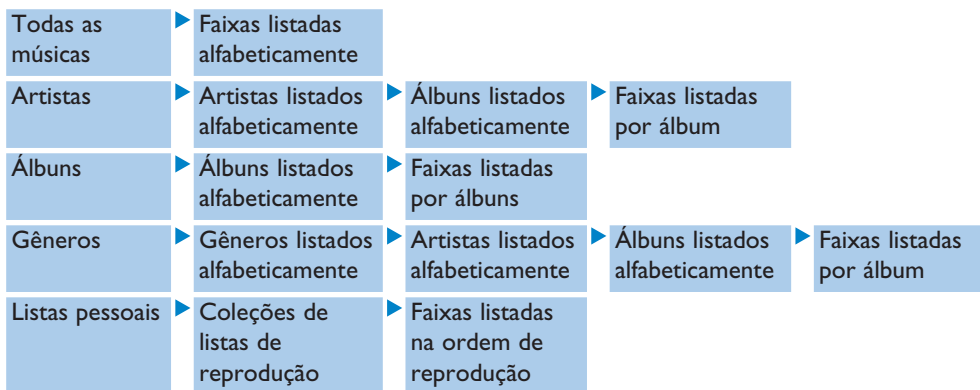 Todas as
músicas
Faixas listadas
alfabeticamente
Artistas
Artistas listados
alfabeticamente
Álbuns listados
alfabeticamente
Faixas listadas
por álbum
Álbuns
Álbuns listados
alfabeticamente
Faixas listadas
por álbuns
Gêneros
Gêneros listados
alfabeticamente
Artistas listados
alfabeticamente
Álbuns listados
alfabeticamente
Faixas listadas
por álbum
Listas pessoais
Coleções de
listas de
reprodução
Faixas listadas
na ordem de
reprodução